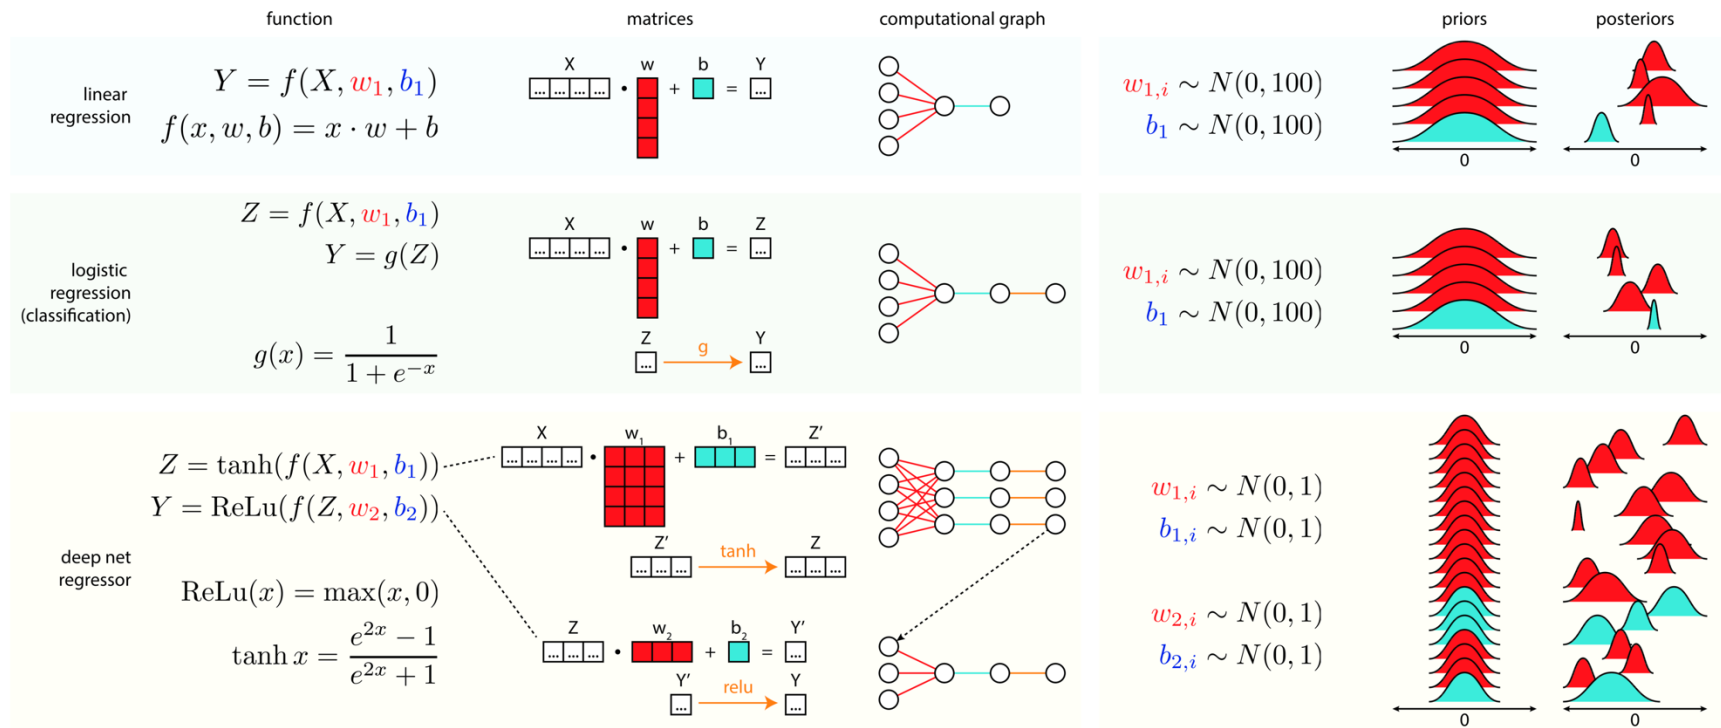 function matrices computational graph priors posteriors
linear
regression
Y = f(X, w₁, b₁)
f(x, w, b) = x · w + b
X w b Y
... ... ... ... • + = ...
w₁,ᵢ ∼ N(0, 100)
b₁ ∼ N(0, 100)
0 0
logistic
regression
(classification)
Z = f(X, w₁, b₁)
Y = g(Z)
g(x) = 1 / (1 + e⁻ˣ)
X w b Z
... ... ... ... • + = ...
Z g Y
... ...
w₁,ᵢ ∼ N(0, 100)
b₁ ∼ N(0, 100)
0 0
deep net
regressor
Z = tanh(f(X, w₁, b₁))
Y = ReLu(f(Z, w₂, b₂))
ReLu(x) = max(x, 0)
tanh x = (e²ˣ − 1) / (e²ˣ + 1)
X w₁ b₁ Z'
... ... ... ... • + = ... ... ...
Z' tanh Z
... ... ... ... ... ...
Z w₂ b₂ Y'
... ... ... • + = ...
Y' relu Y
... ...
w₁,ᵢ ∼ N(0, 1)
b₁,ᵢ ∼ N(0, 1)
w₂,ᵢ ∼ N(0, 1)
b₂,ᵢ ∼ N(0, 1)
0 0